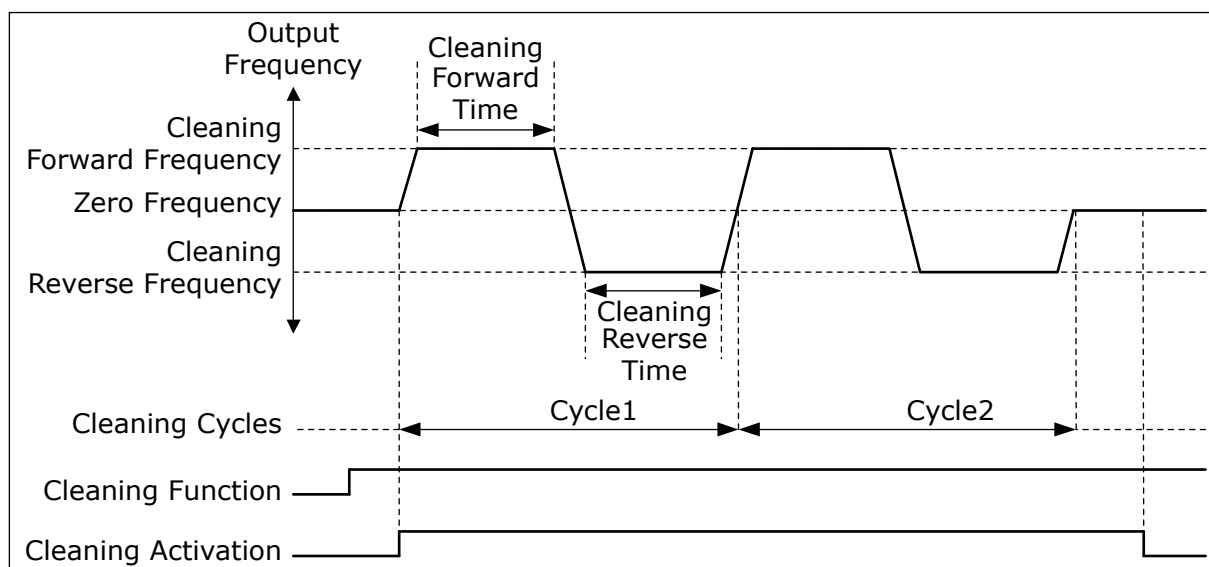 Output
Frequency
Cleaning
Forward
Time
Cleaning
Forward Frequency
Zero Frequency
Cleaning
Reverse Frequency
Cleaning
Reverse
Time
Cleaning Cycles
Cycle1
Cycle2
Cleaning Function
Cleaning Activation